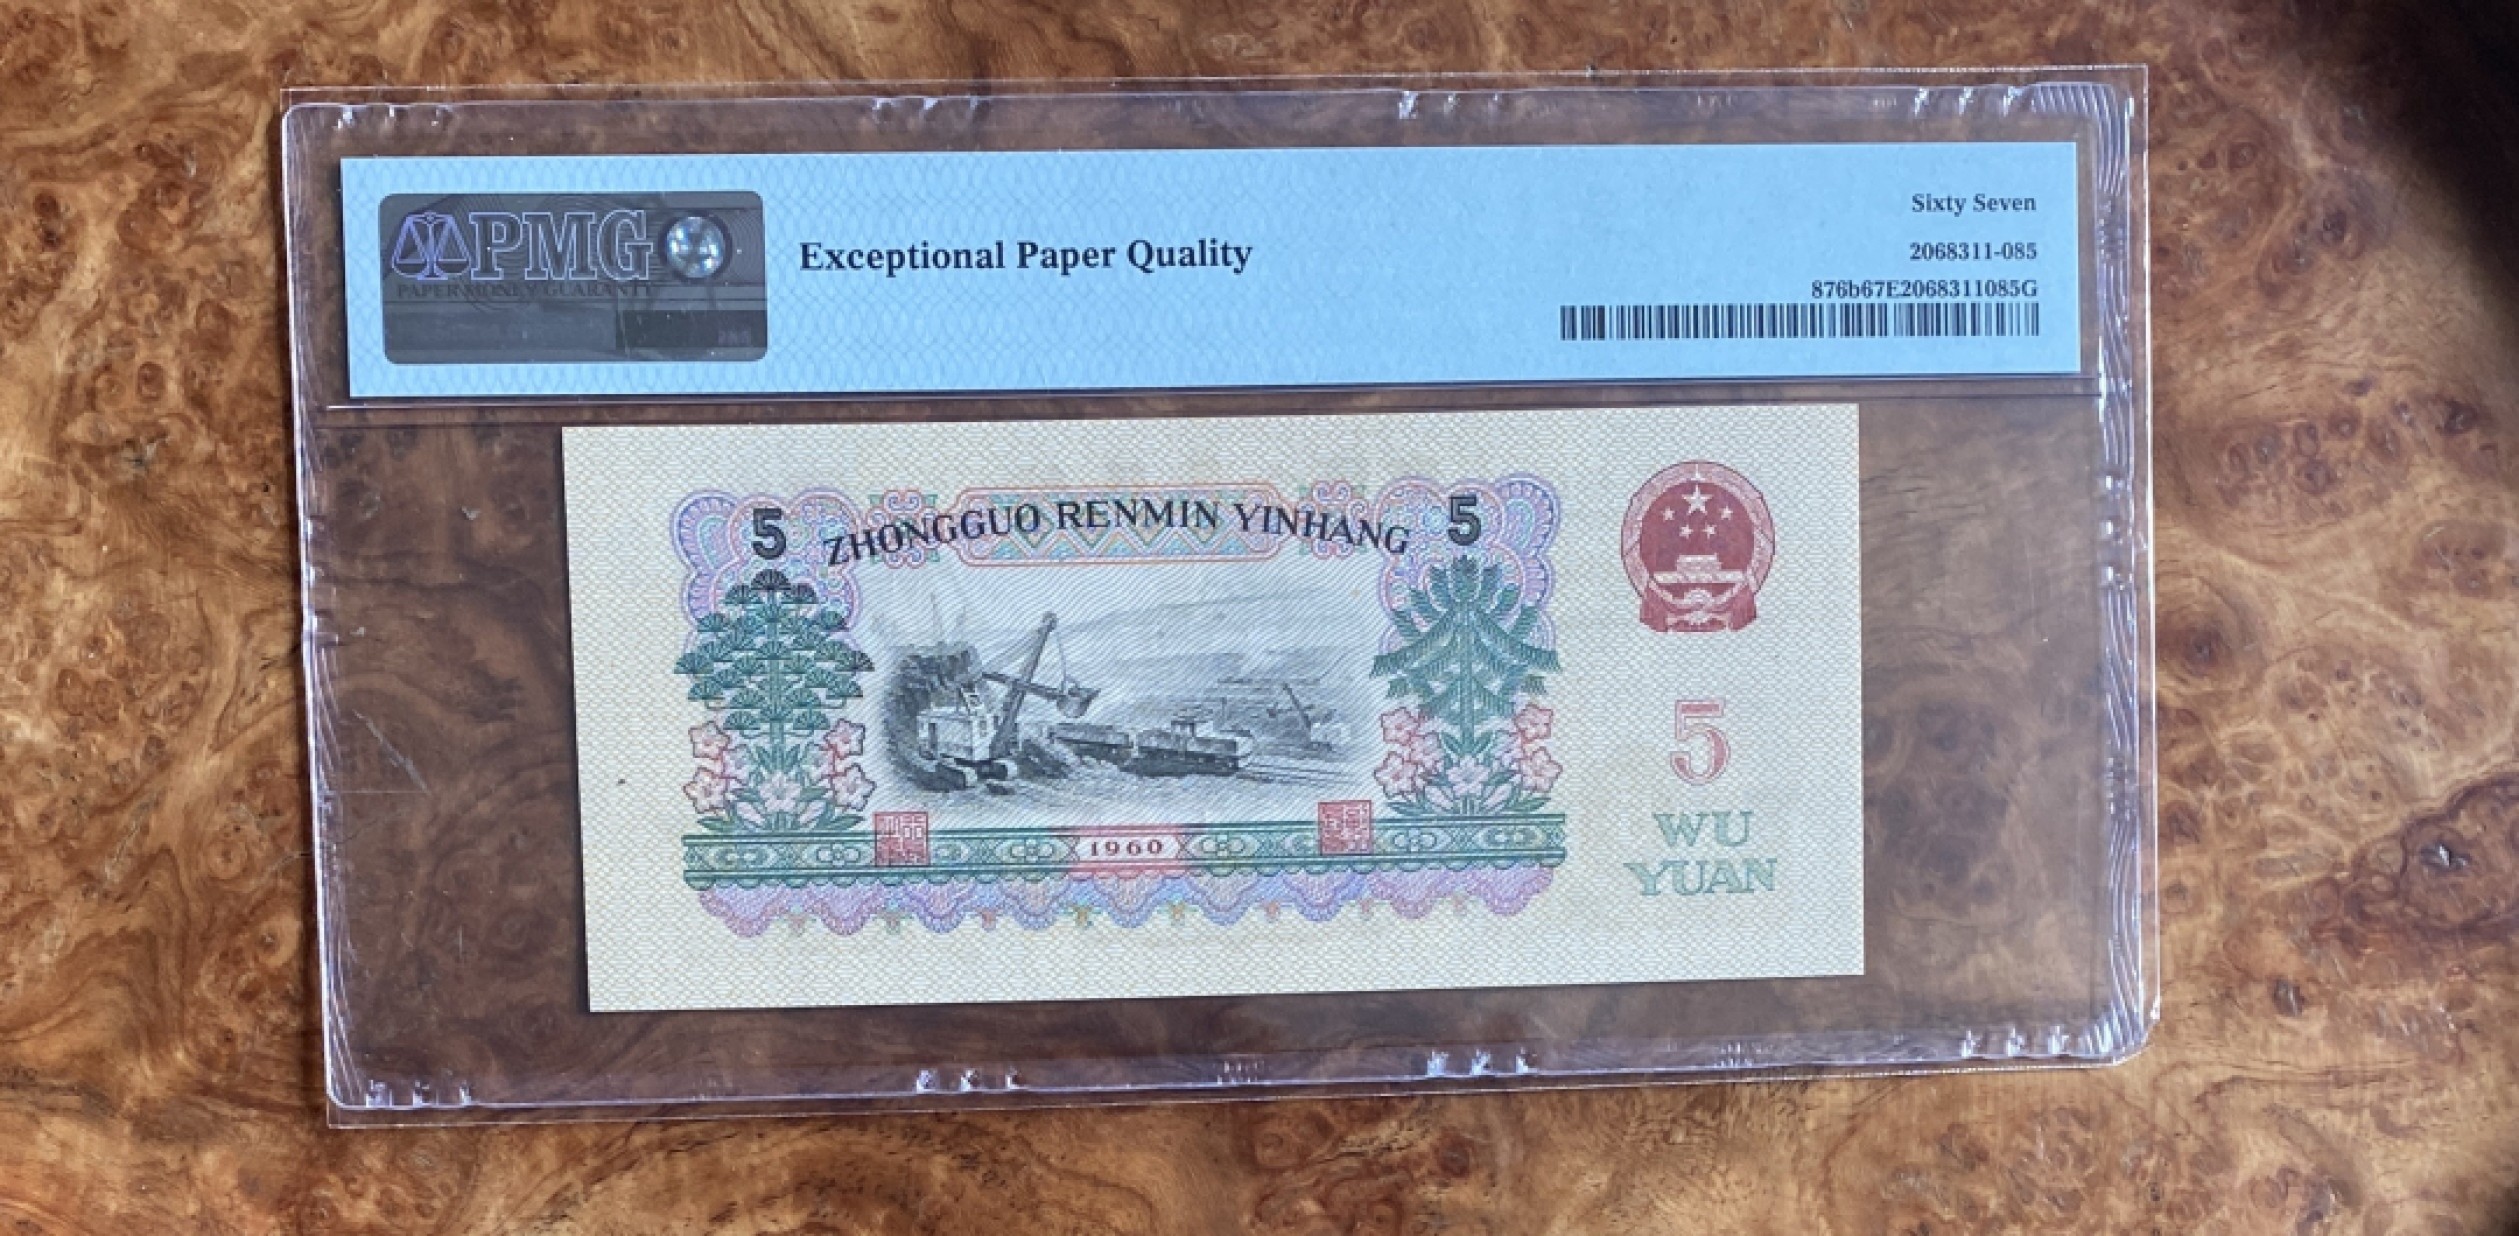 PMG
PAPER MONEY GUARANTY
Exceptional Paper Quality
Sixty Seven
2068311-085
876b67E2068311085G
5 ZHONGGUO RENMIN YINHANG 5
5
WU
YUAN
1960